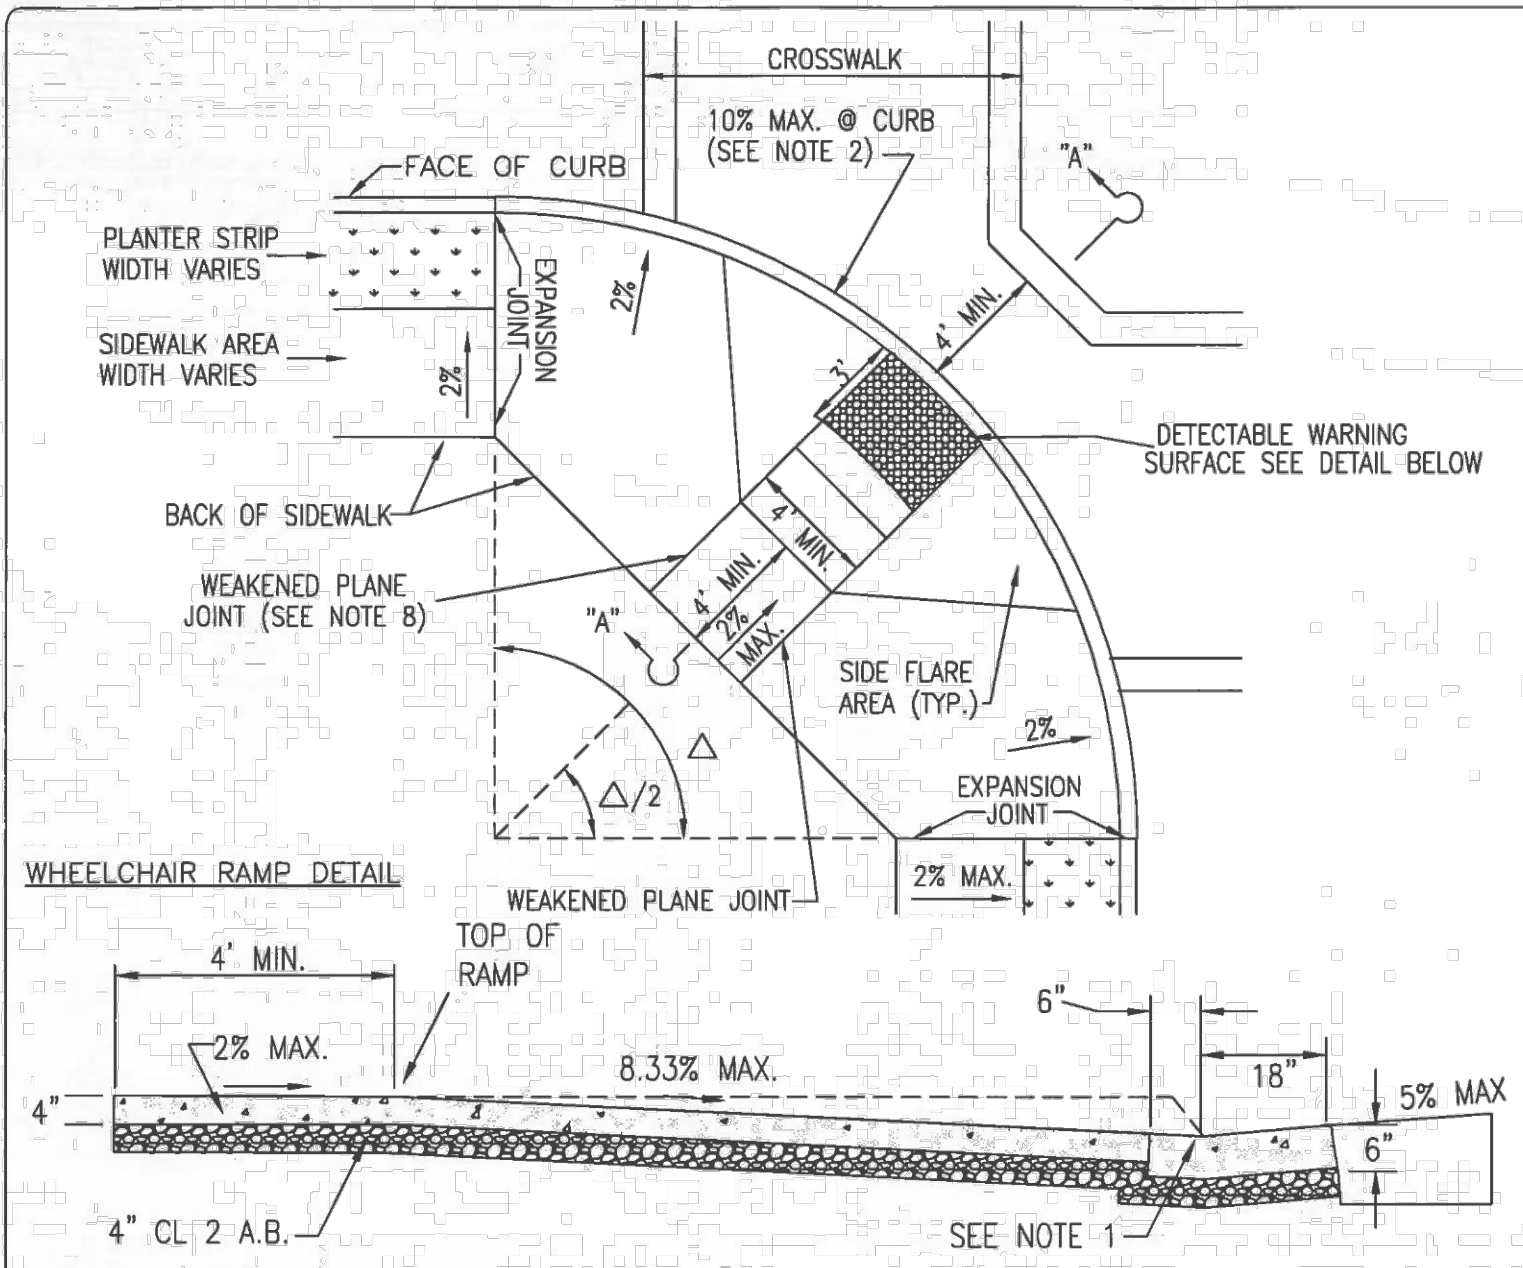 CROSSWALK
10% MAX. @ CURB
(SEE NOTE 2)
"A"
FACE OF CURB
PLANTER STRIP
WIDTH VARIES
EXPANSION
JOINT
2%
4' MIN.
SIDEWALK AREA
WIDTH VARIES
2%
3'
DETECTABLE WARNING
SURFACE SEE DETAIL BELOW
BACK OF SIDEWALK
4' MIN.
WEAKENED PLANE
JOINT (SEE NOTE 8)
4' MIN.
2%
MAX.
"A"
SIDE FLARE
AREA (TYP.)
2%
△
△/2
EXPANSION
JOINT
WHEELCHAIR RAMP DETAIL
2% MAX.
WEAKENED PLANE JOINT
TOP OF
RAMP
4' MIN.
6"
2% MAX.
8.33% MAX.
18"
5% MAX
4"
6"
4" CL 2 A.B.
SEE NOTE 1